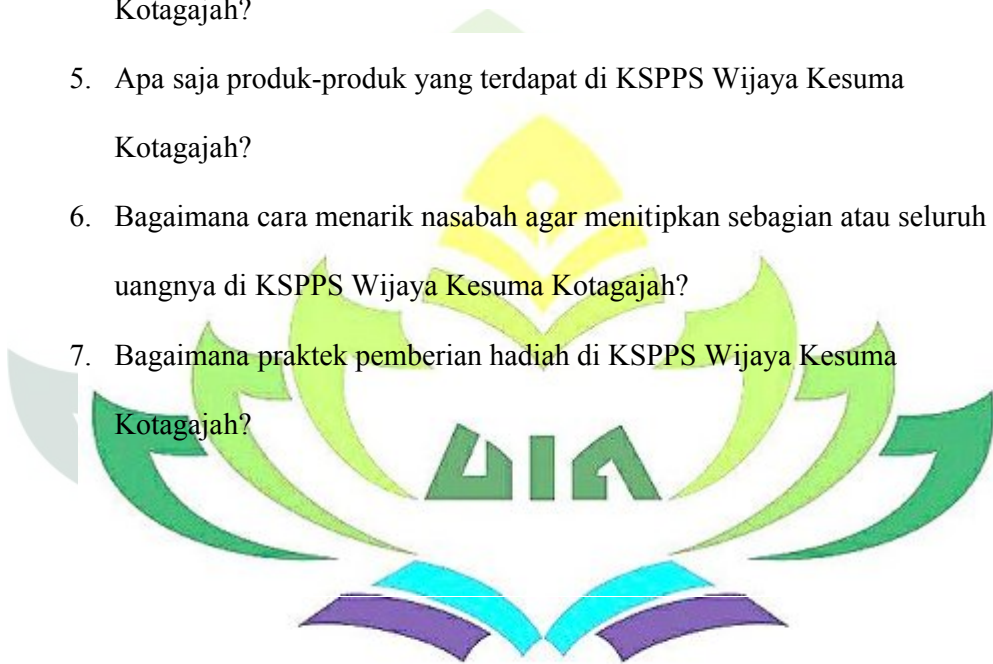 Kotagajah?
5. Apa saja produk-produk yang terdapat di KSPPS Wijaya Kesuma
Kotagajah?
6. Bagaimana cara menarik nasabah agar menitipkan sebagian atau seluruh
uangnya di KSPPS Wijaya Kesuma Kotagajah?
7. Bagaimana praktek pemberian hadiah di KSPPS Wijaya Kesuma
Kotagajah?
UIN